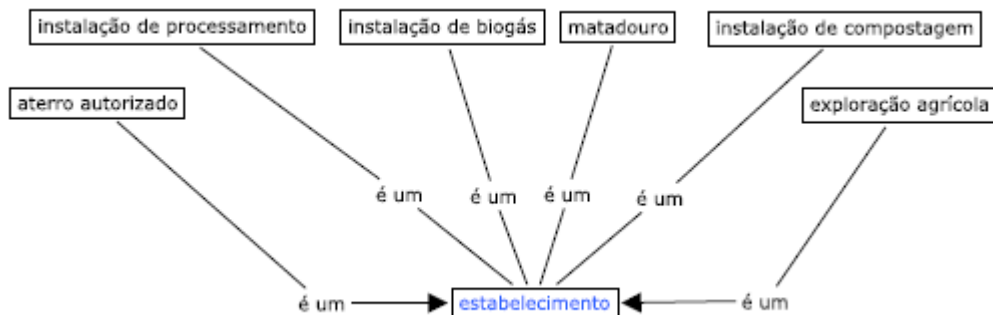 instalação de processamento
instalação de biogás
matadouro
instalação de compostagem
aterro autorizado
exploração agrícola
é um
é um
é um
é um
é um
estabelecimento
é um